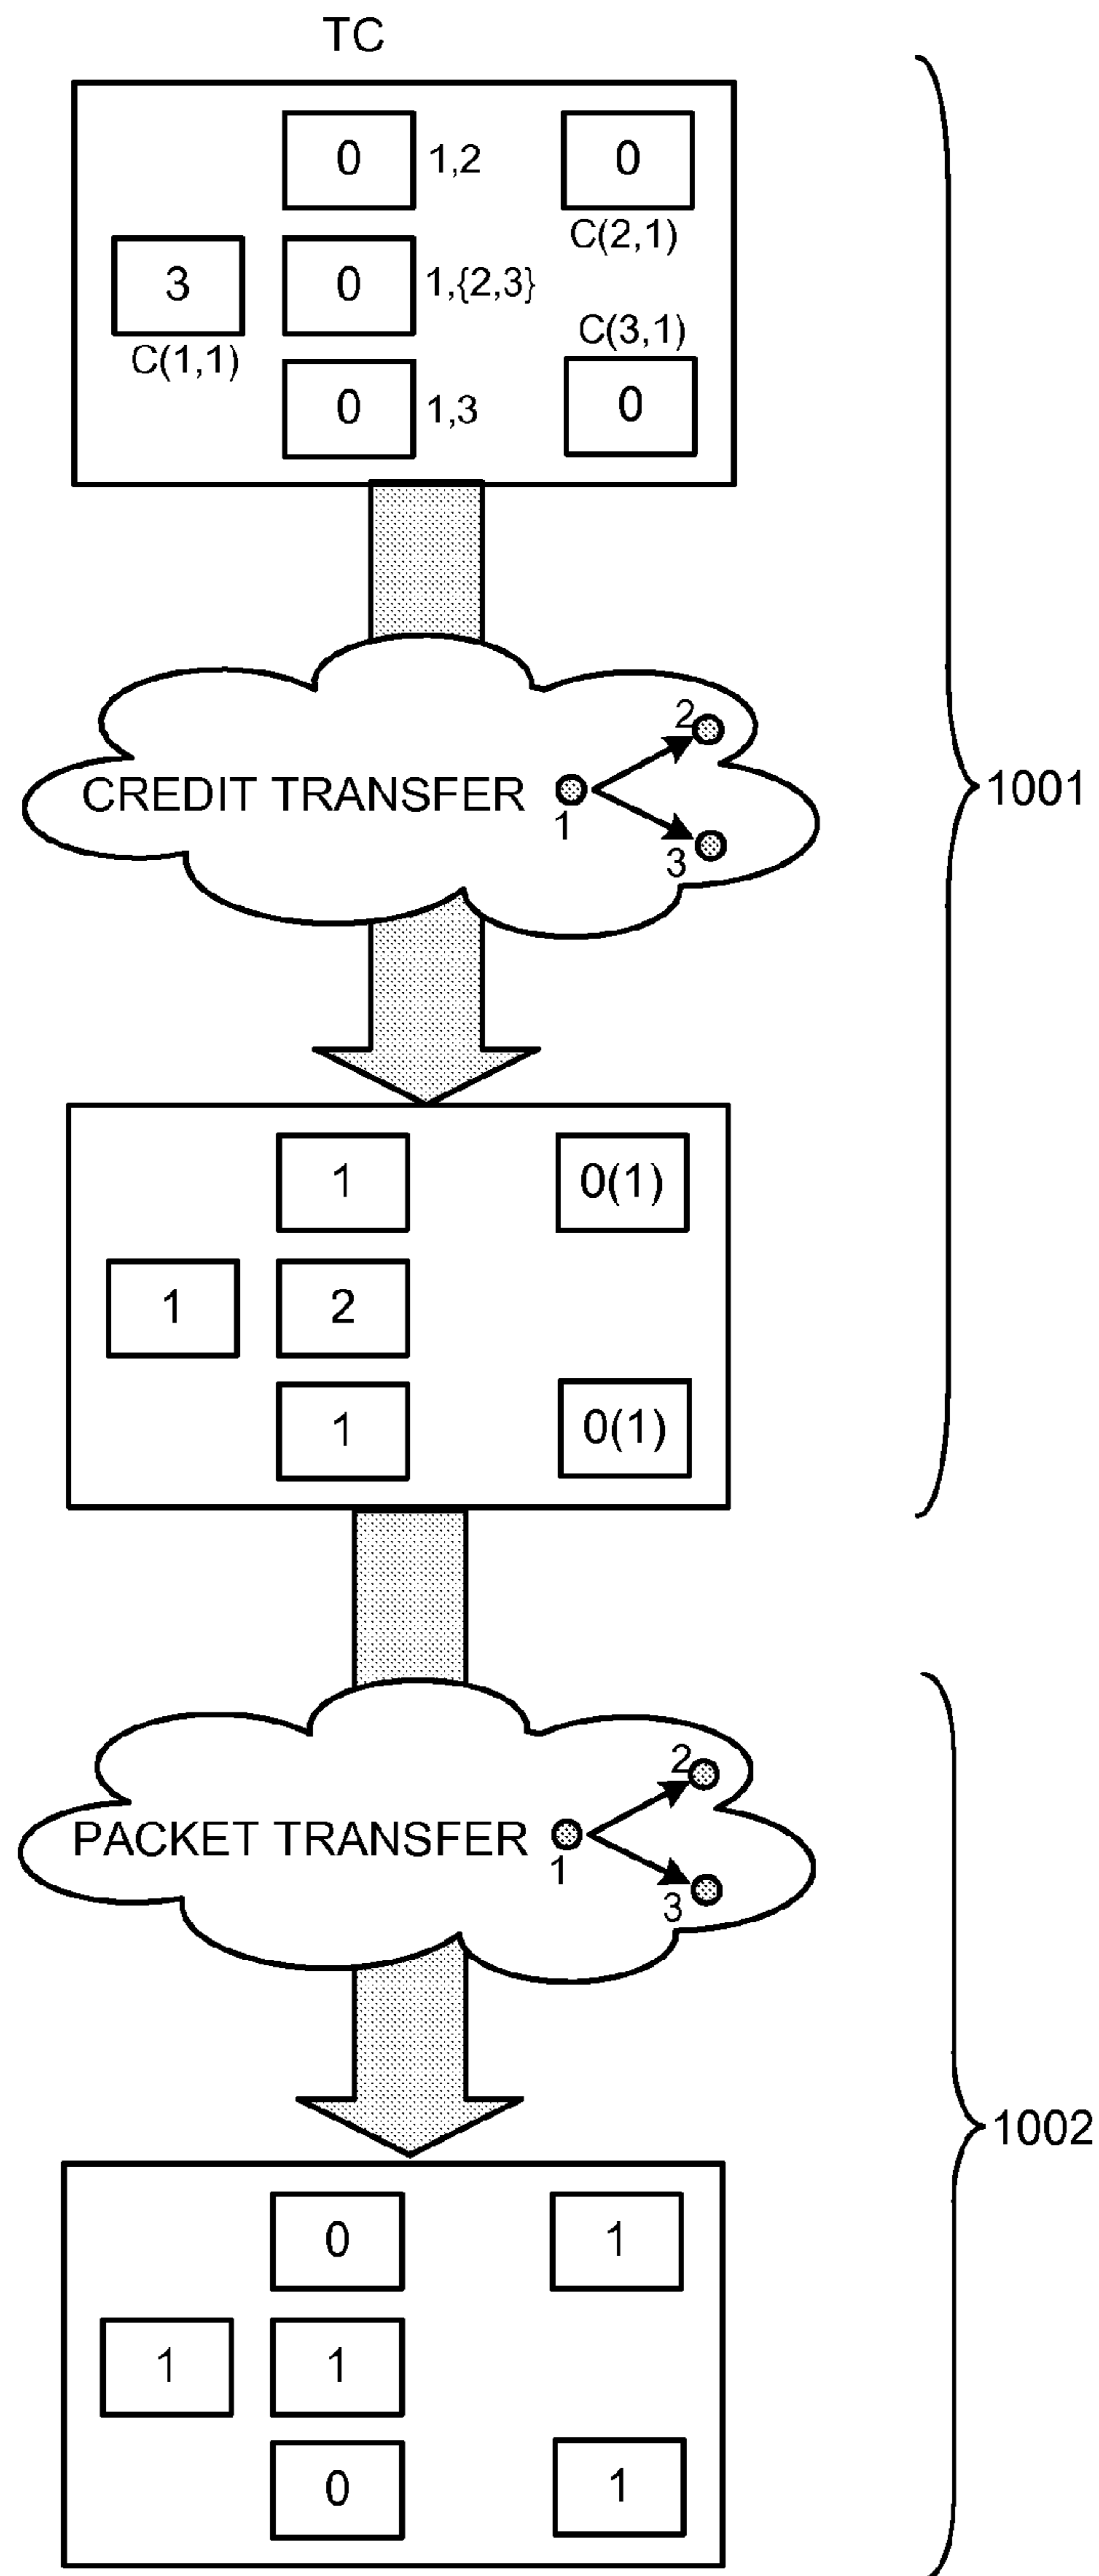 TC
0 1,2 0
C(2,1)
3 0 1,{2,3}
C(1,1) C(3,1)
0 1,3 0
2
CREDIT TRANSFER 1
3
1001
1 0(1)
1 2
1 0(1)
2
PACKET TRANSFER 1
3
1002
0 1
1 1
0 1